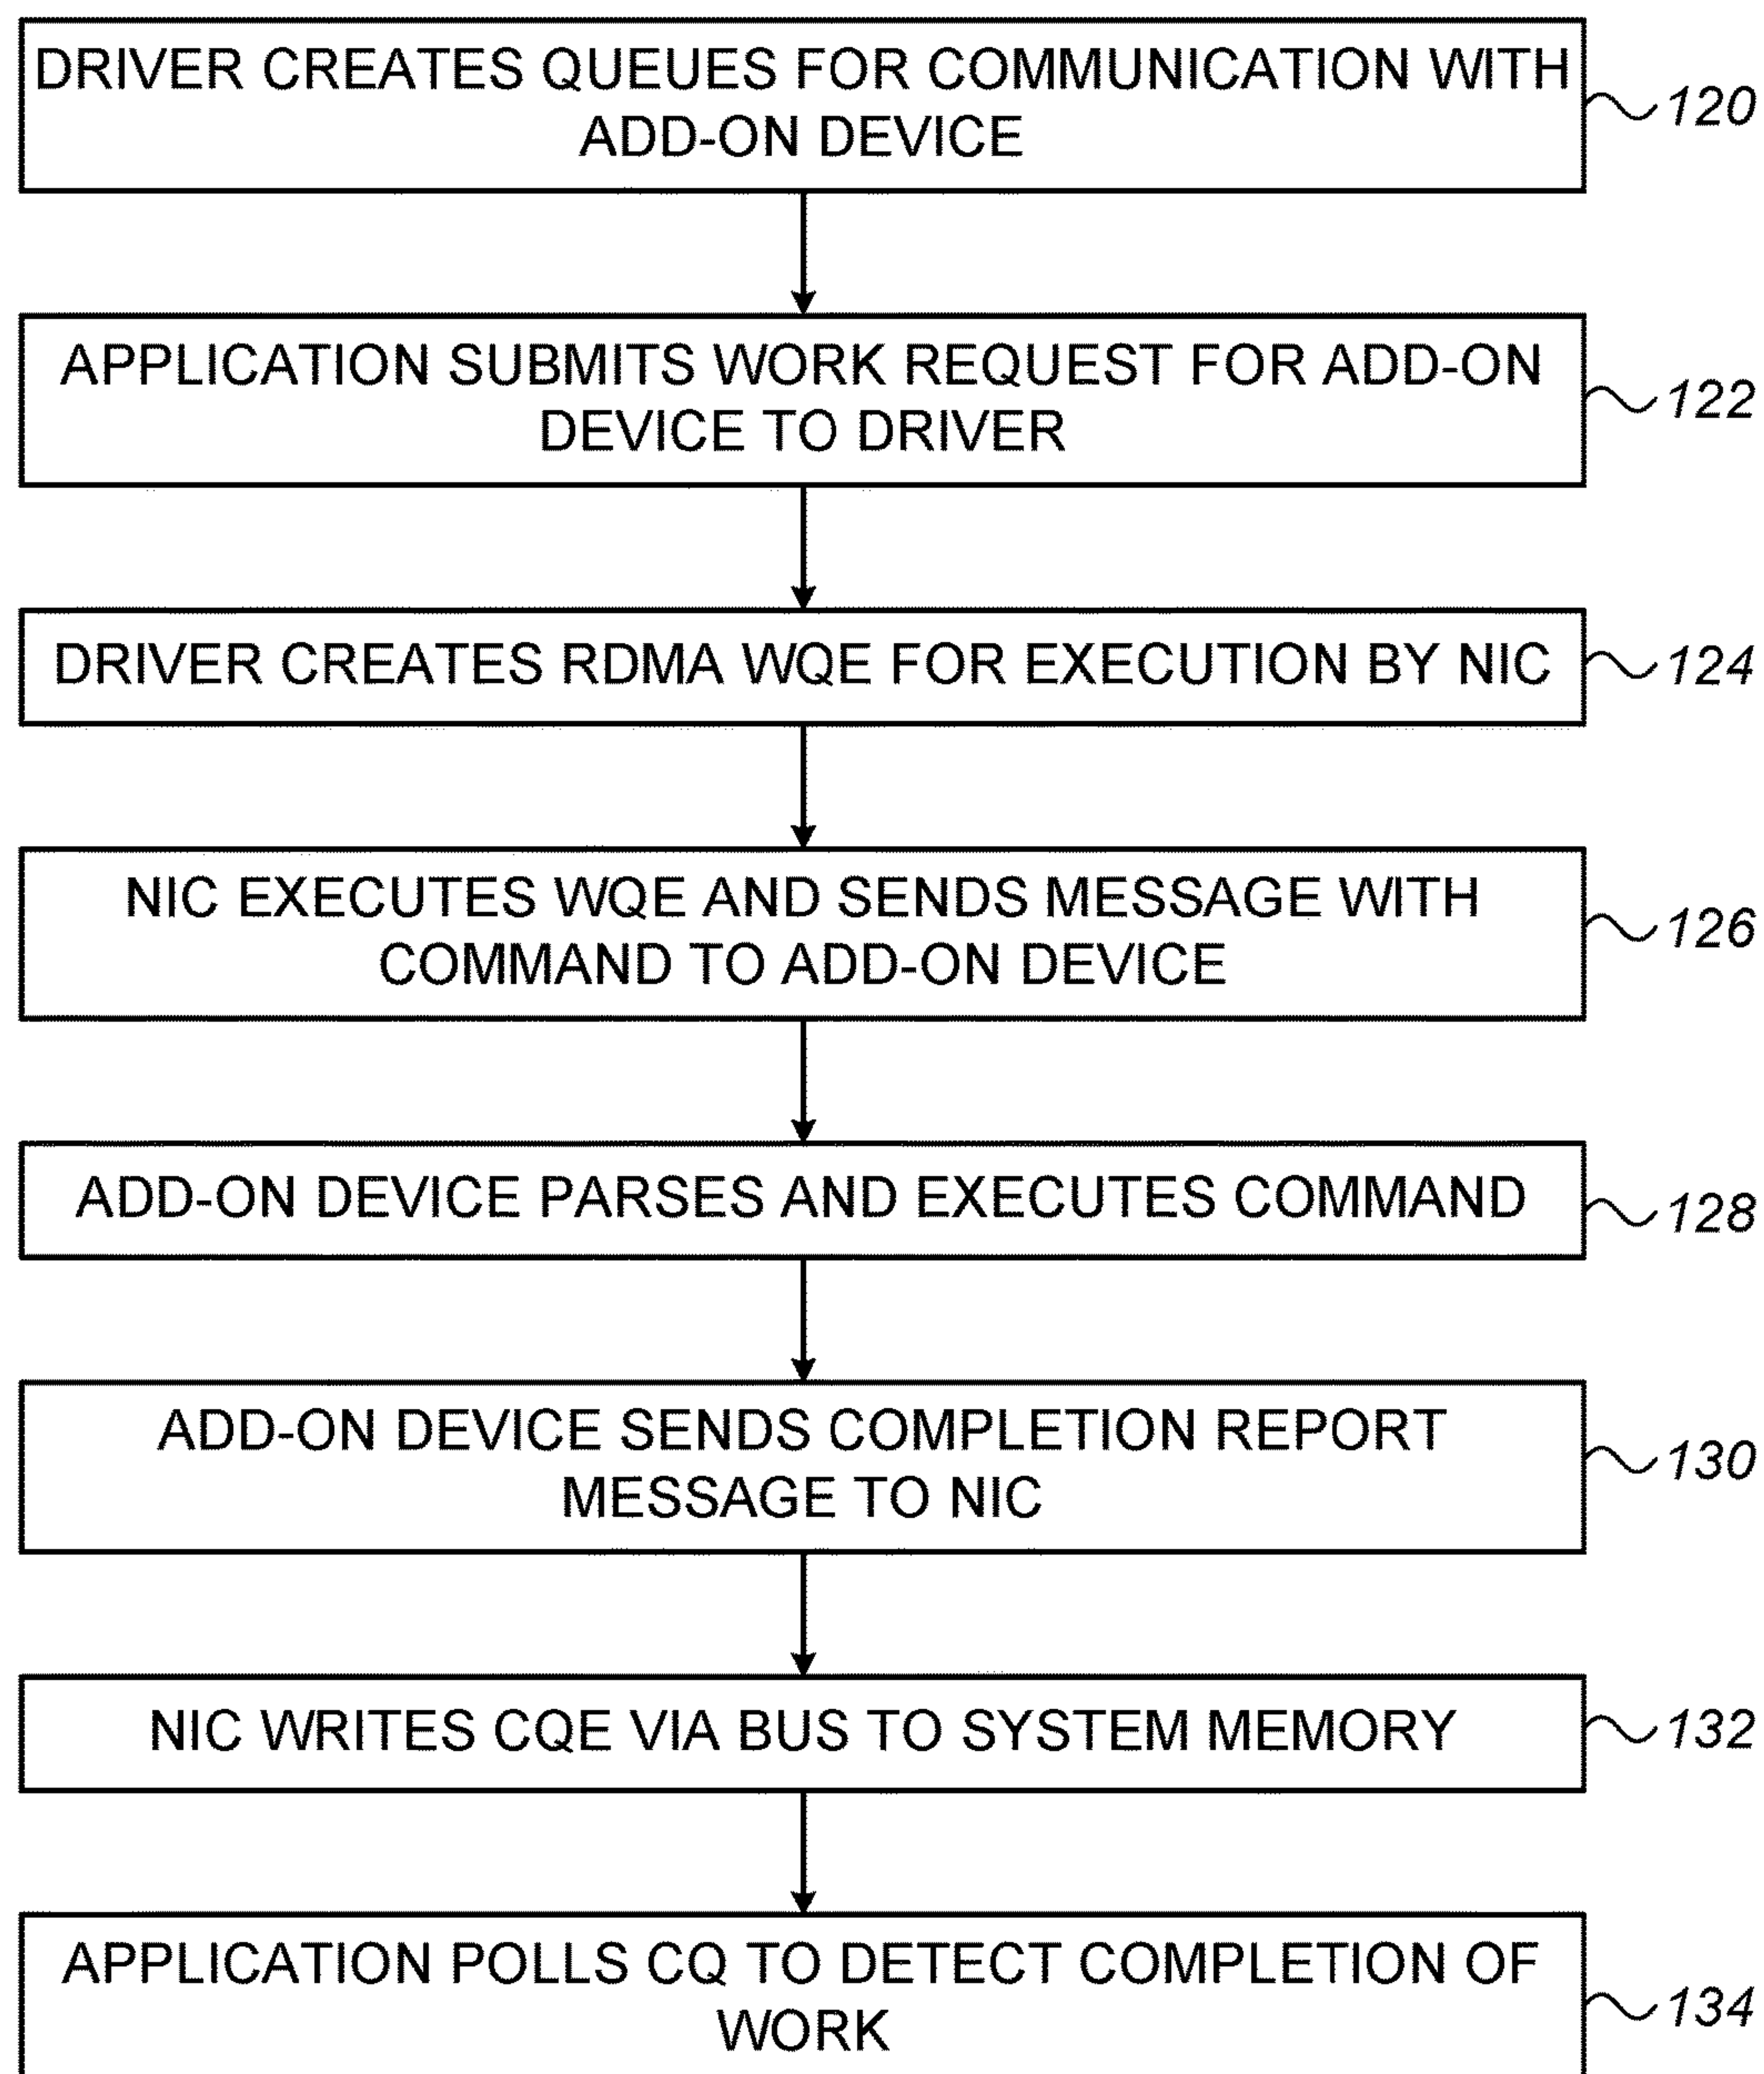 DRIVER CREATES QUEUES FOR COMMUNICATION WITH
ADD-ON DEVICE
120
APPLICATION SUBMITS WORK REQUEST FOR ADD-ON
DEVICE TO DRIVER
122
DRIVER CREATES RDMA WQE FOR EXECUTION BY NIC
124
NIC EXECUTES WQE AND SENDS MESSAGE WITH
COMMAND TO ADD-ON DEVICE
126
ADD-ON DEVICE PARSES AND EXECUTES COMMAND
128
ADD-ON DEVICE SENDS COMPLETION REPORT
MESSAGE TO NIC
130
NIC WRITES CQE VIA BUS TO SYSTEM MEMORY
132
APPLICATION POLLS CQ TO DETECT COMPLETION OF
WORK
134